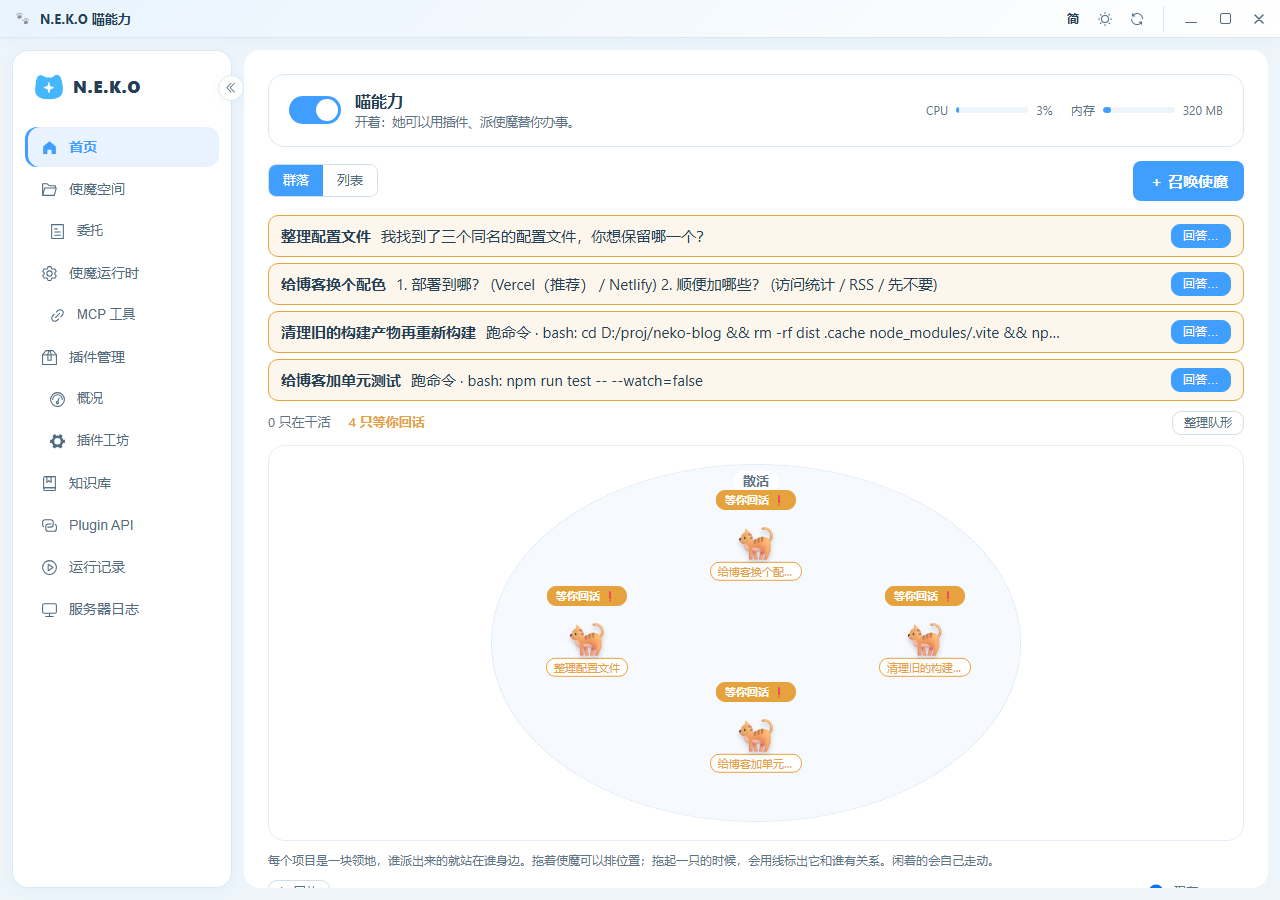 N.E.K.O 喵能力
简
N.E.K.O
首页
使魔空间
委托
使魔运行时
MCP 工具
插件管理
概况
插件工坊
知识库
Plugin API
运行记录
服务器日志
喵能力
开着：她可以用插件、派使魔替你办事。
CPU 3% 内存 320 MB
群落 列表
+ 召唤使魔
整理配置文件 我找到了三个同名的配置文件，你想保留哪一个？
回答…
给博客换个配色 1. 部署到哪？ (Vercel（推荐） / Netlify) 2. 顺便加哪些？ (访问统计 / RSS / 先不要)
回答…
清理旧的构建产物再重新构建 跑命令 · bash: cd D:/proj/neko-blog && rm -rf dist .cache node_modules/.vite && np…
回答…
给博客加单元测试 跑命令 · bash: npm run test -- --watch=false
回答…
0 只在干活 4 只等你回话
整理队形
散活
等你回话❗
给博客换个配…
等你回话❗
整理配置文件
等你回话❗
清理旧的构建…
等你回话❗
给博客加单元…
每个项目是一块领地，谁派出来的就站在谁身边。拖着使魔可以排位置；拖起一只的时候，会用线标出它和谁有关系。闲着的会自己走动。